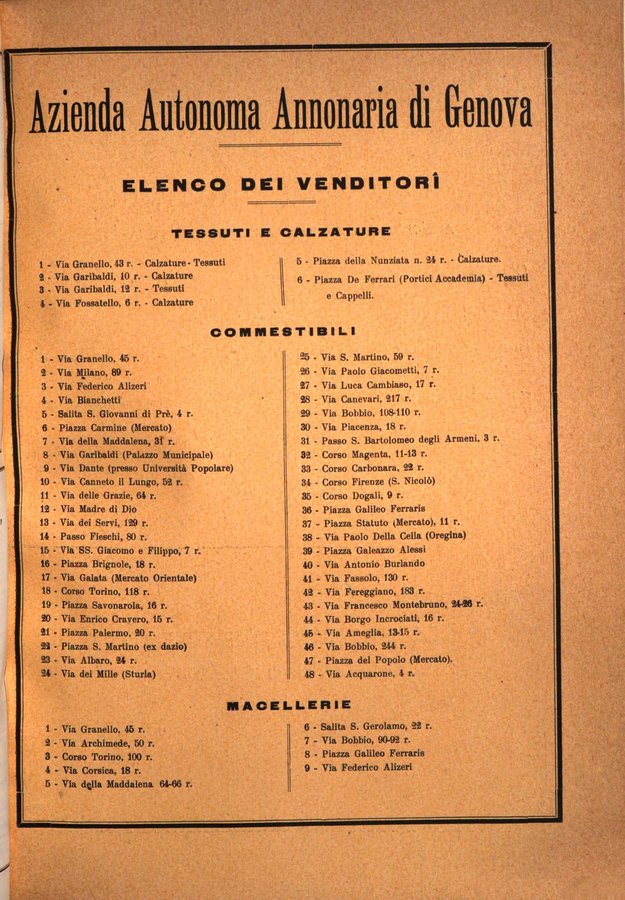 Azienda Autonoma Annonaria di Genova
ELENCO DEI VENDITORÎ
TESSUTI E CALZATURE
1 - Via Granello, 43 r. - Calzature - Tessuti
2 - Via Garibaldi, 10 r. - Calzature
3 - Via Garibaldi, 12 r. - Tessuti
4 - Via Fossatello, 6 r. - Calzature
5 - Piazza della Nunziata n. 24 r. - Calzature.
6 - Piazza De Ferrari (Portici Accademia) - Tessuti
e Cappelli.
COMMESTIBILI
1 - Via Granello, 45 r.
2 - Via Milano, 89 r.
3 - Via Federico Alizeri
4 - Via Bianchetti
5 - Salita S. Giovanni di Prè, 4 r.
6 - Piazza Carmine (Mercato)
7 - Via della Maddalena, 31 r.
8 - Via Garibaldi (Palazzo Municipale)
9 - Via Dante (presso Università Popolare)
10 - Via Canneto il Lungo, 52 r.
11 - Via delle Grazie, 64 r.
12 - Via Madre di Dio
13 - Via dei Servi, 129 r.
14 - Passo Fieschi, 80 r.
15 - Via SS. Giacomo e Filippo, 7 r.
16 - Piazza Brignole, 18 r.
17 - Via Galata (Mercato Orientale)
18 - Corso Torino, 118 r.
19 - Piazza Savonarola, 16 r.
20 - Via Enrico Cravero, 15 r.
21 - Piazza Palermo, 20 r.
22 - Piazza S. Martino (ex dazio)
23 - Via Albaro, 24 r.
24 - Via dei Mille (Sturla)
25 - Via S. Martino, 59 r.
26 - Via Paolo Giacometti, 7 r.
27 - Via Luca Cambiaso, 17 r.
28 - Via Canevari, 217 r.
29 - Via Bobbio, 108-110 r.
30 - Via Piacenza, 18 r.
31 - Passo S. Bartolomeo degli Armeni, 3 r.
32 - Corso Magenta, 11-13 r.
33 - Corso Carbonara, 22 r.
34 - Corso Firenze (S. Nicolò)
35 - Corso Dogali, 9 r.
36 - Piazza Galileo Ferraris
37 - Piazza Statuto (Mercato), 11 r.
38 - Via Paolo Della Cella (Oregina)
39 - Piazza Galeazzo Alessi
40 - Via Antonio Burlando
41 - Via Fassolo, 130 r.
42 - Via Fereggiano, 183 r.
43 - Via Francesco Montebruno, 24-26 r.
44 - Via Borgo Incrociati, 16 r.
45 - Via Ameglia, 13-15 r.
46 - Via Bobbio, 244 r.
47 - Piazza del Popolo (Mercato).
48 - Via Acquarone, 4 r.
MACELLERIE
1 - Via Granello, 45 r.
2 - Via Archimede, 50 r.
3 - Corso Torino, 100 r.
4 - Via Corsica, 18 r.
5 - Via della Maddalena 64-66 r.
6 - Salita S. Gerolamo, 22 r.
7 - Via Bobbio, 90-92 r.
8 - Piazza Galileo Ferraris
9 - Via Federico Alizeri